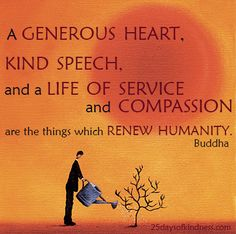 A GENEROUS HEART,
KIND SPEECH,
and a LIFE OF SERVICE
and COMPASSION
are the things which RENEW HUMANITY.
Buddha
25daysofkindness.com